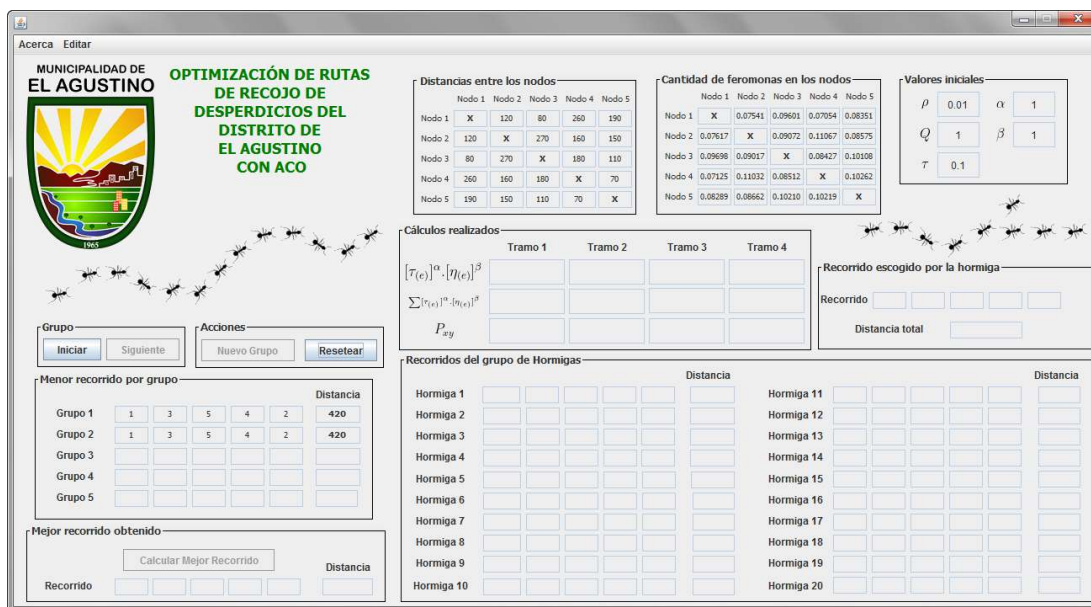 Acerca Editar
MUNICIPALIDAD DE
EL AGUSTINO
1965
OPTIMIZACIÓN DE RUTAS
DE RECOJO DE
DESPERDICIOS DEL
DISTRITO DE
EL AGUSTINO
CON ACO
Distancias entre los nodos
Nodo 1 Nodo 2 Nodo 3 Nodo 4 Nodo 5
Nodo 1 X 120 80 260 190
Nodo 2 120 X 270 160 150
Nodo 3 80 270 X 180 110
Nodo 4 260 160 180 X 70
Nodo 5 190 150 110 70 X
Cantidad de feromonas en los nodos
Nodo 1 Nodo 2 Nodo 3 Nodo 4 Nodo 5
Nodo 1 X 0.07541 0.09601 0.07054 0.08351
Nodo 2 0.07617 X 0.09072 0.11067 0.08575
Nodo 3 0.09698 0.09017 X 0.08427 0.10108
Nodo 4 0.07125 0.11032 0.08512 X 0.10262
Nodo 5 0.08289 0.08662 0.10210 0.10219 X
Valores iniciales
ρ 0.01 α 1
Q 1 β 1
τ 0.1
Cálculos realizados
Tramo 1 Tramo 2 Tramo 3 Tramo 4
[τ(e)]^α.[η(e)]^β
∑[τ(e)]^α.[η(e)]^β
Pxy
Recorrido escogido por la hormiga
Recorrido
Distancia total
Grupo
Iniciar Siguiente
Acciones
Nuevo Grupo Resetear
Menor recorrido por grupo
Distancia
Grupo 1 1 3 5 4 2 420
Grupo 2 1 3 5 4 2 420
Grupo 3
Grupo 4
Grupo 5
Mejor recorrido obtenido
Calcular Mejor Recorrido
Distancia
Recorrido
Recorridos del grupo de Hormigas
Distancia Distancia
Hormiga 1 Hormiga 11
Hormiga 2 Hormiga 12
Hormiga 3 Hormiga 13
Hormiga 4 Hormiga 14
Hormiga 5 Hormiga 15
Hormiga 6 Hormiga 16
Hormiga 7 Hormiga 17
Hormiga 8 Hormiga 18
Hormiga 9 Hormiga 19
Hormiga 10 Hormiga 20